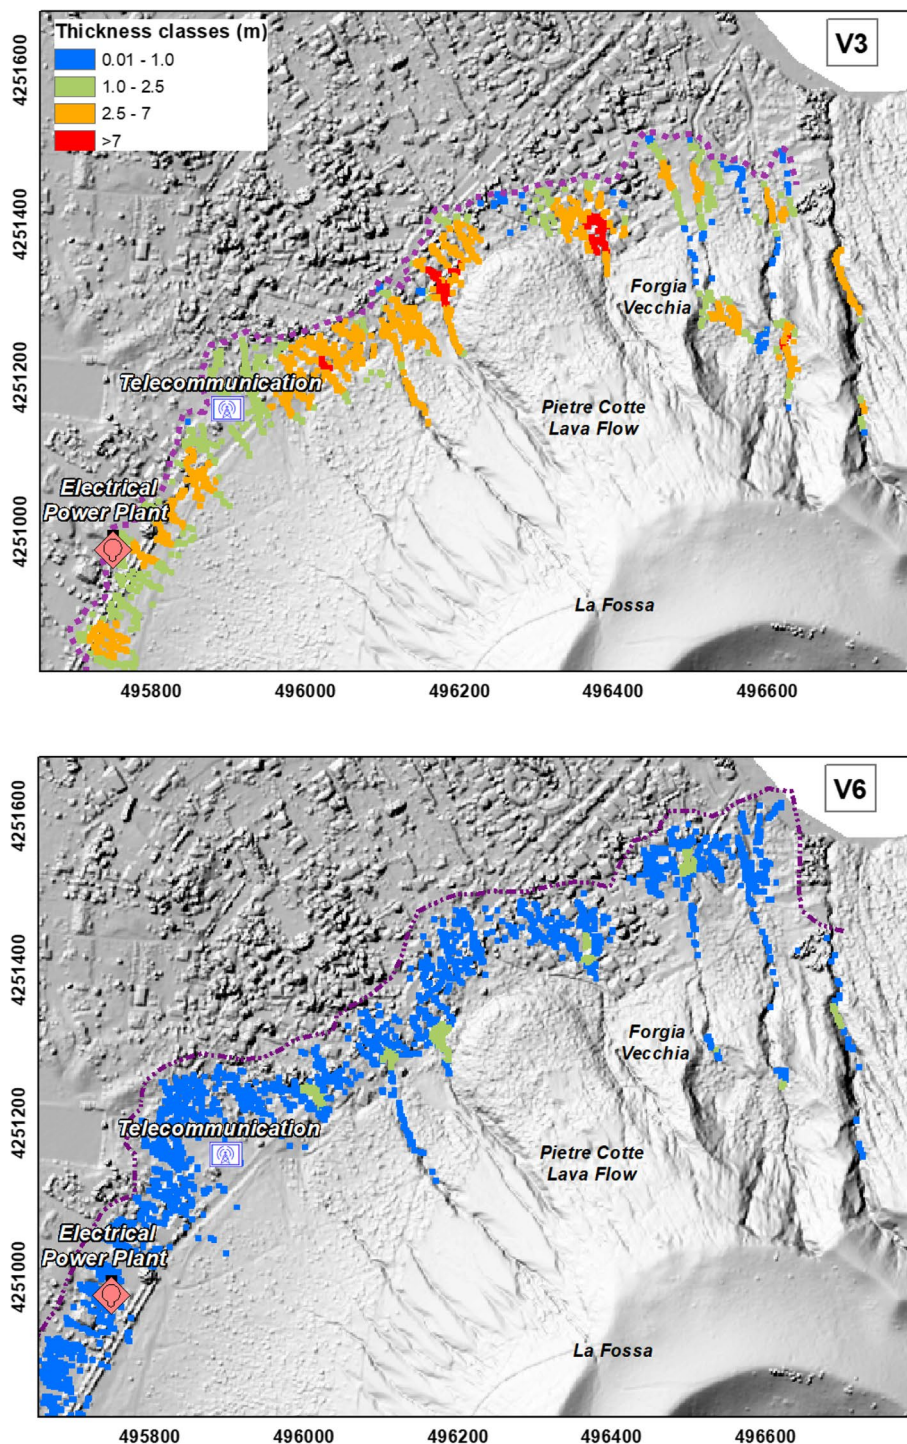 Thickness classes (m)
0.01 - 1.0
1.0 - 2.5
2.5 - 7
>7
V3
4251600
4251400
4251200
4251000
Forgia
Vecchia
Telecommunication
Pietre Cotte
Lava Flow
Electrical
Power Plant
La Fossa
495800 496000 496200 496400 496600
V6
4251600
4251400
4251200
4251000
Forgia
Vecchia
Telecommunication
Pietre Cotte
Lava Flow
Electrical
Power Plant
La Fossa
495800 496000 496200 496400 496600